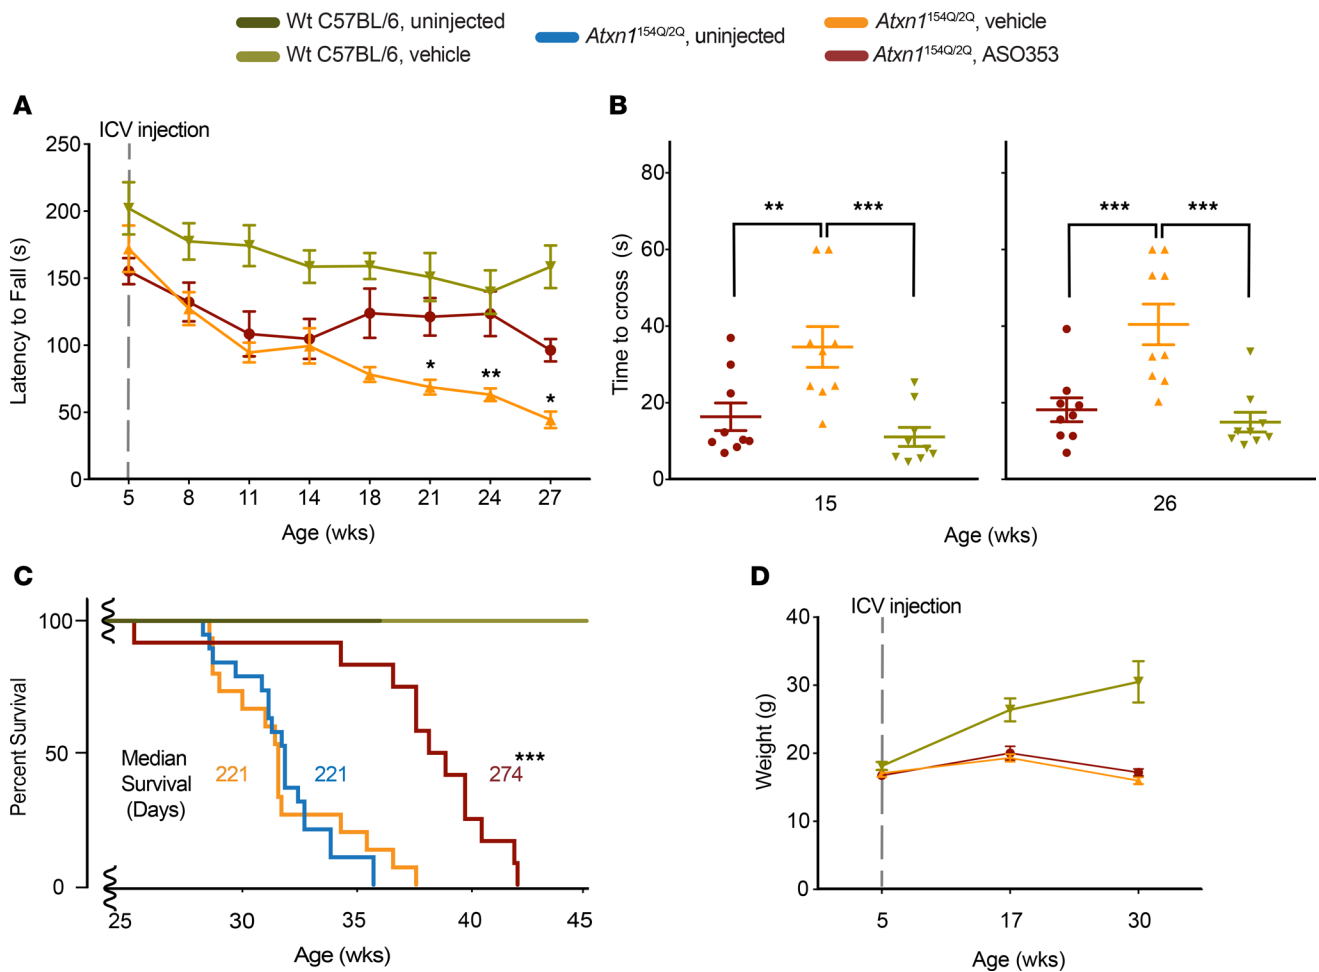 Wt C57BL/6, uninjected
Wt C57BL/6, vehicle
Atxn1154Q/2Q, uninjected
Atxn1154Q/2Q, vehicle
Atxn1154Q/2Q, ASO353
A
ICV injection
250
200
150
100
50
0
Latency to Fall (s)
*
**
*
5 8 11 14 18 21 24 27
Age (wks)
B
80
60
40
20
0
Time to cross (s)
** ***
*** ***
15 26
Age (wks)
C
100
50
0
Percent Survival
Median
Survival
(Days)
221 221 274***
25 30 35 40 45
Age (wks)
D
ICV injection
40
30
20
10
0
Weight (g)
5 17 30
Age (wks)